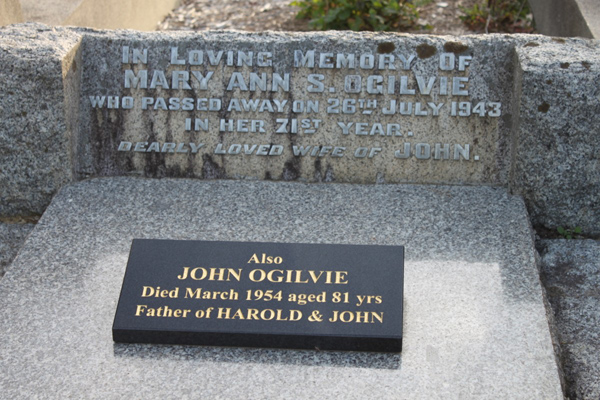 In Loving Memory Of
Mary Ann S. Ogilvie
who passed away on 26th July 1943
in her 71st year.
Dearly loved wife of John.
Also
JOHN OGILVIE
Died March 1954 aged 81 yrs
Father of HAROLD & JOHN